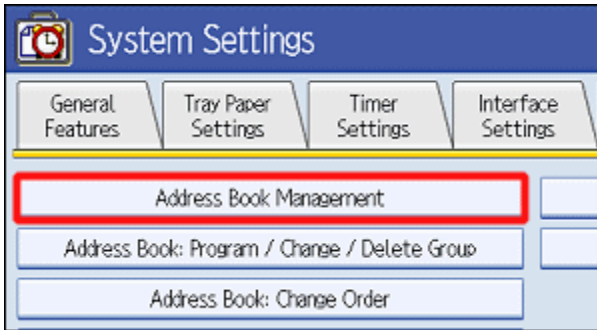 System Settings
General
Features
Tray Paper
Settings
Timer
Settings
Interface
Settings
Address Book Management
Address Book: Program / Change / Delete Group
Address Book: Change Order